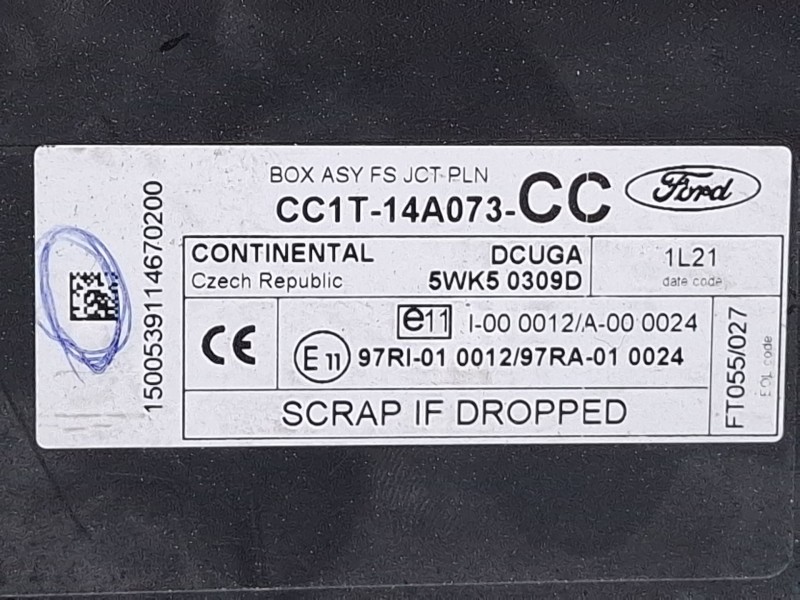 BOX ASY FS JCT PLN
CC1T-14A073-CC
Ford
CONTINENTAL DCUGA
Czech Republic 5WK5 0309D
1L21
date code
CE
e11 I-00 0012/A-00 0024
E11 97RI-01 0012/97RA-01 0024
SCRAP IF DROPPED
FT055/027
EOL code
15005391114670200